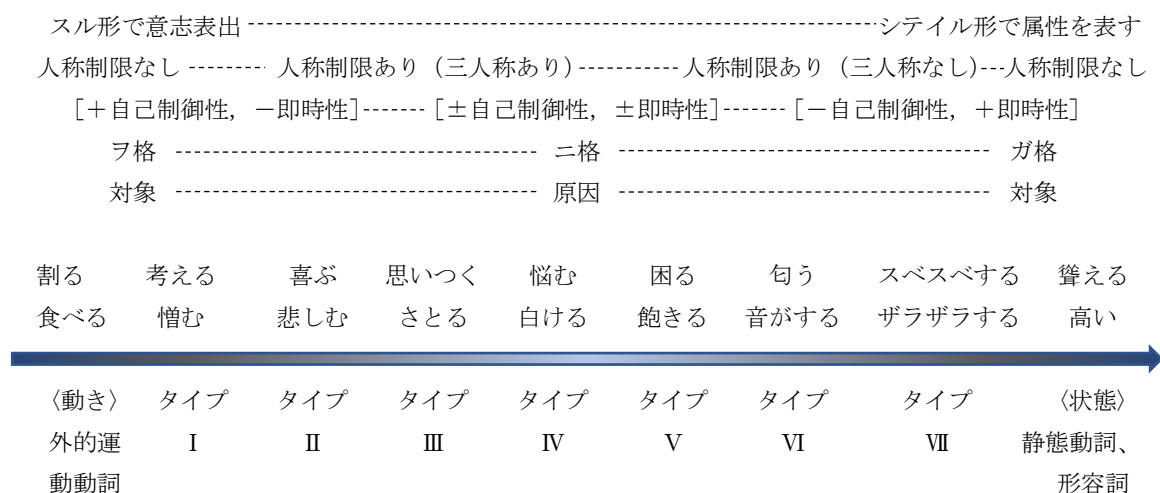 スル形で意志表出 ---------- シテイル形で属性を表す
人称制限なし -------- 人称制限あり（三人称あり）----------- 人称制限あり（三人称なし）---人称制限なし
［＋自己制御性，－即時性］------- ［±自己制御性，±即時性］------- ［－自己制御性，＋即時性］
ヲ格 ---------- ニ格 ---------- ガ格
対象 ---------- 原因 ---------- 対象
割る 考える 喜ぶ 思いつく 悩む 困る 匂う スベスベする 聳える
食べる 憎む 悲しむ さとる 白ける 飽きる 音がする ザラザラする 高い
〈動き〉 タイプ タイプ タイプ タイプ タイプ タイプ タイプ 〈状態〉
外的運 Ⅰ Ⅱ Ⅲ Ⅳ Ⅴ Ⅵ Ⅶ 静態動詞、
動動詞 形容詞